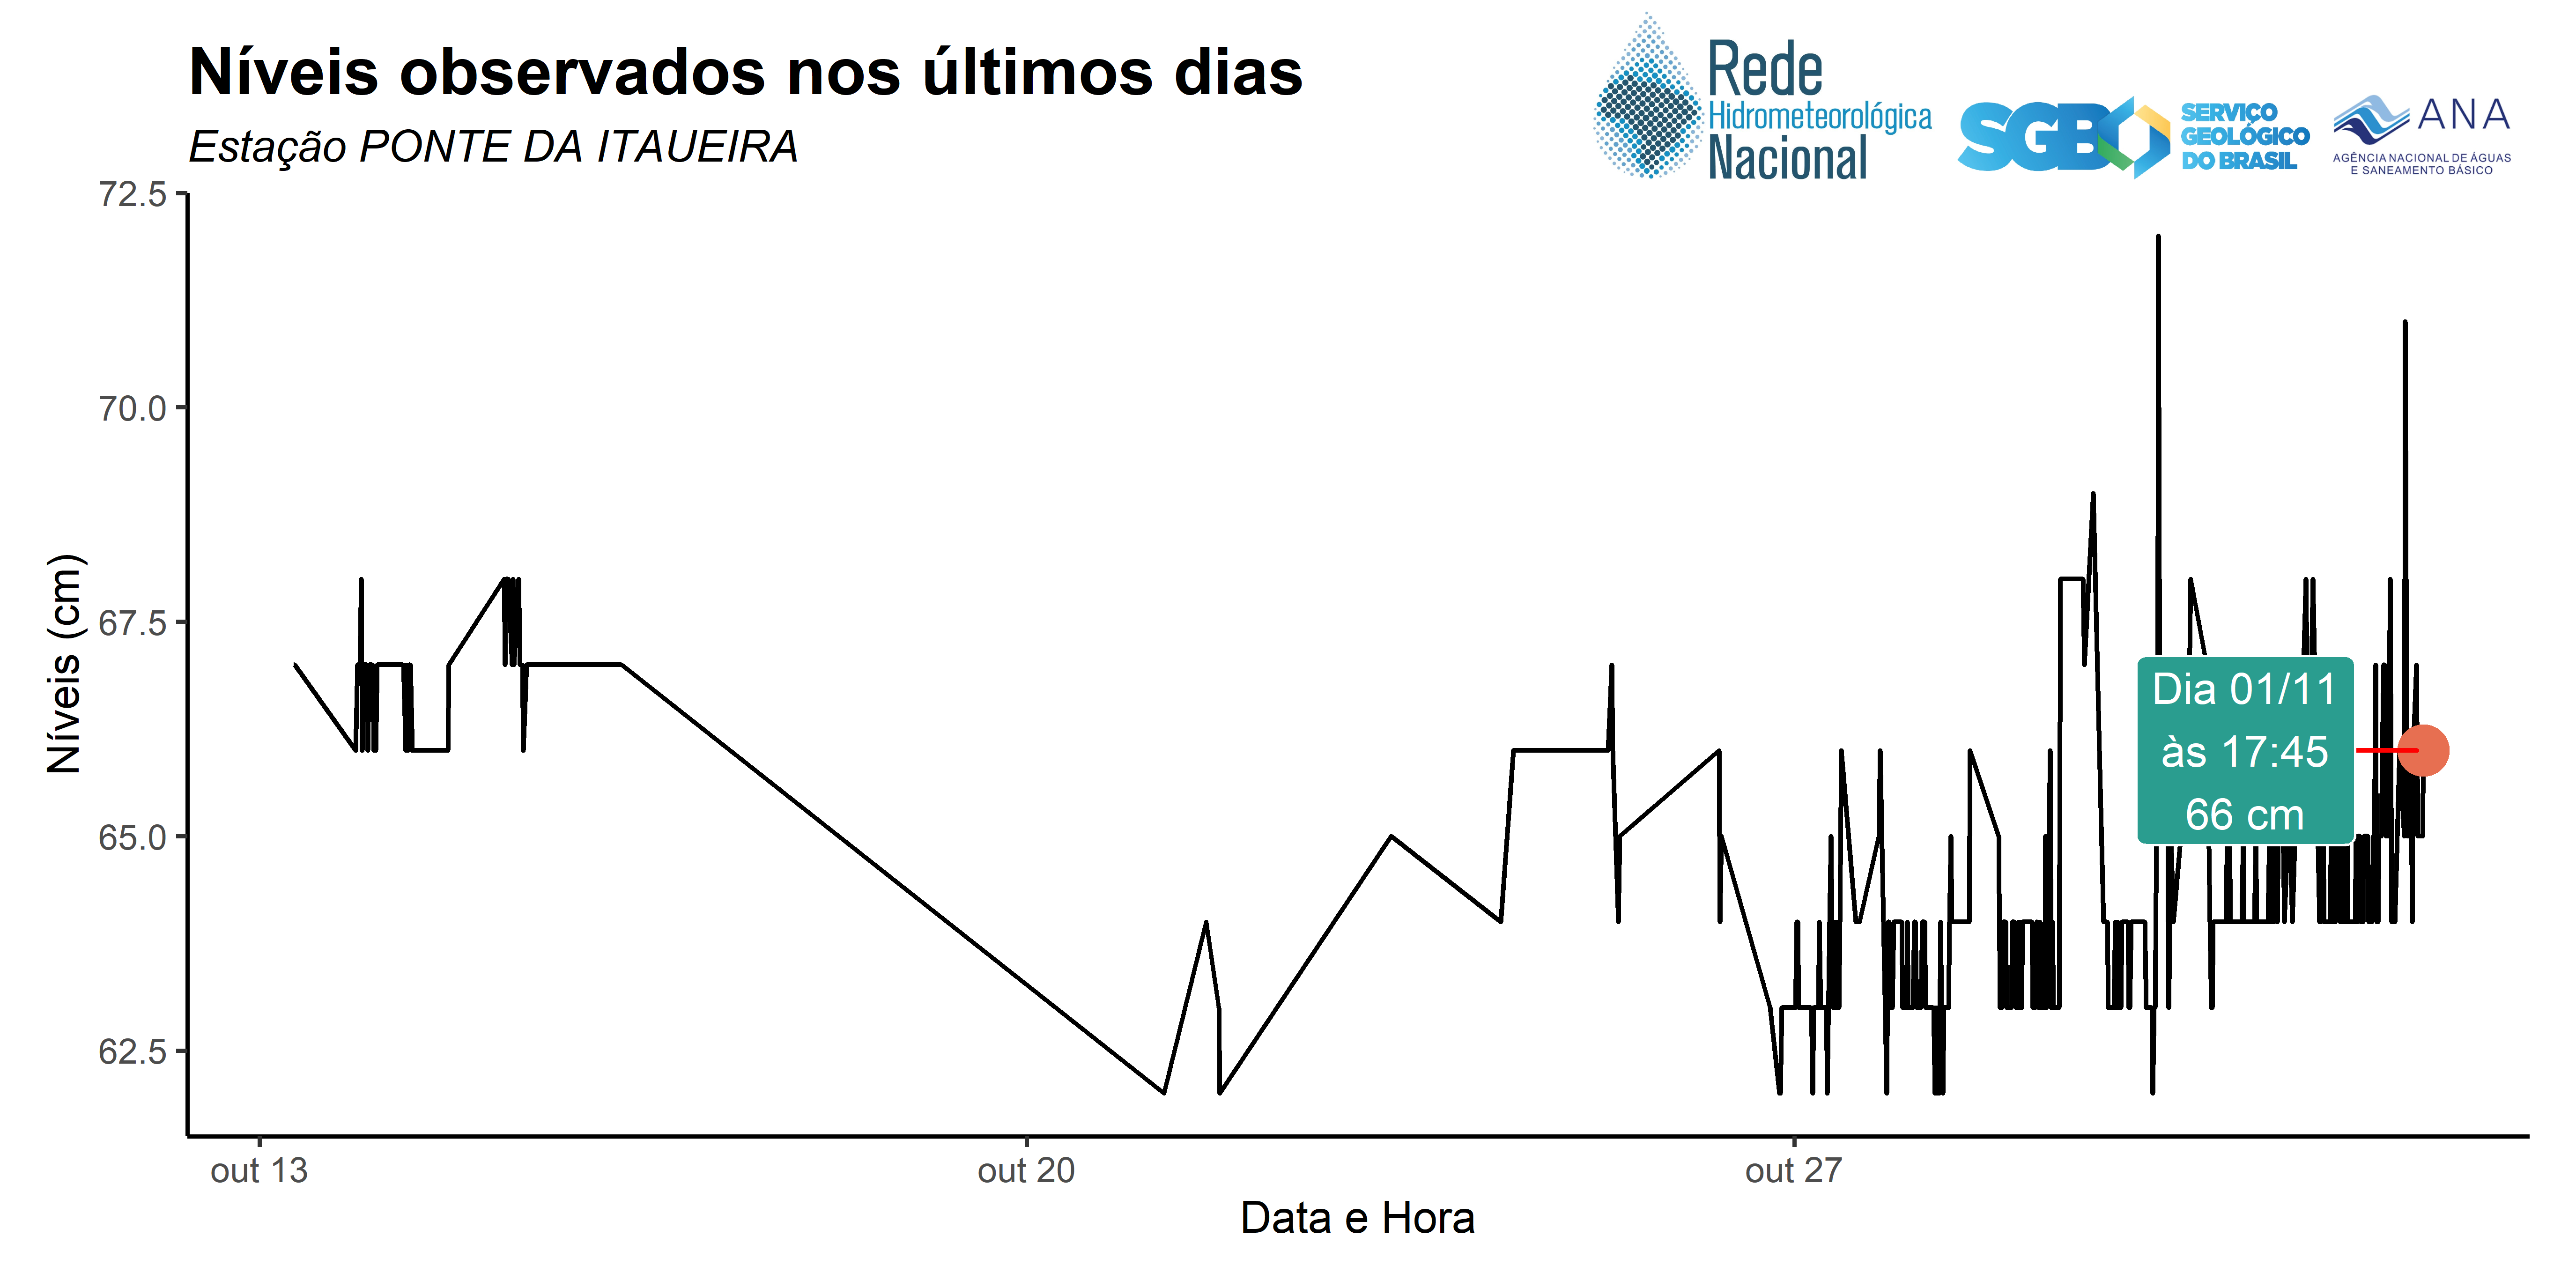 Níveis observados nos últimos dias
Estação PONTE DA ITAUEIRA
Rede
Hidrometeorológica
Nacional
SGB
SERVIÇO
GEOLÓGICO
DO BRASIL
ANA
AGÊNCIA NACIONAL DE ÁGUAS
E SANEAMENTO BÁSICO
72.5
70.0
67.5
65.0
62.5
Níveis (cm)
Dia 01/11
às 17:45
66 cm
out 13
out 20
out 27
Data e Hora